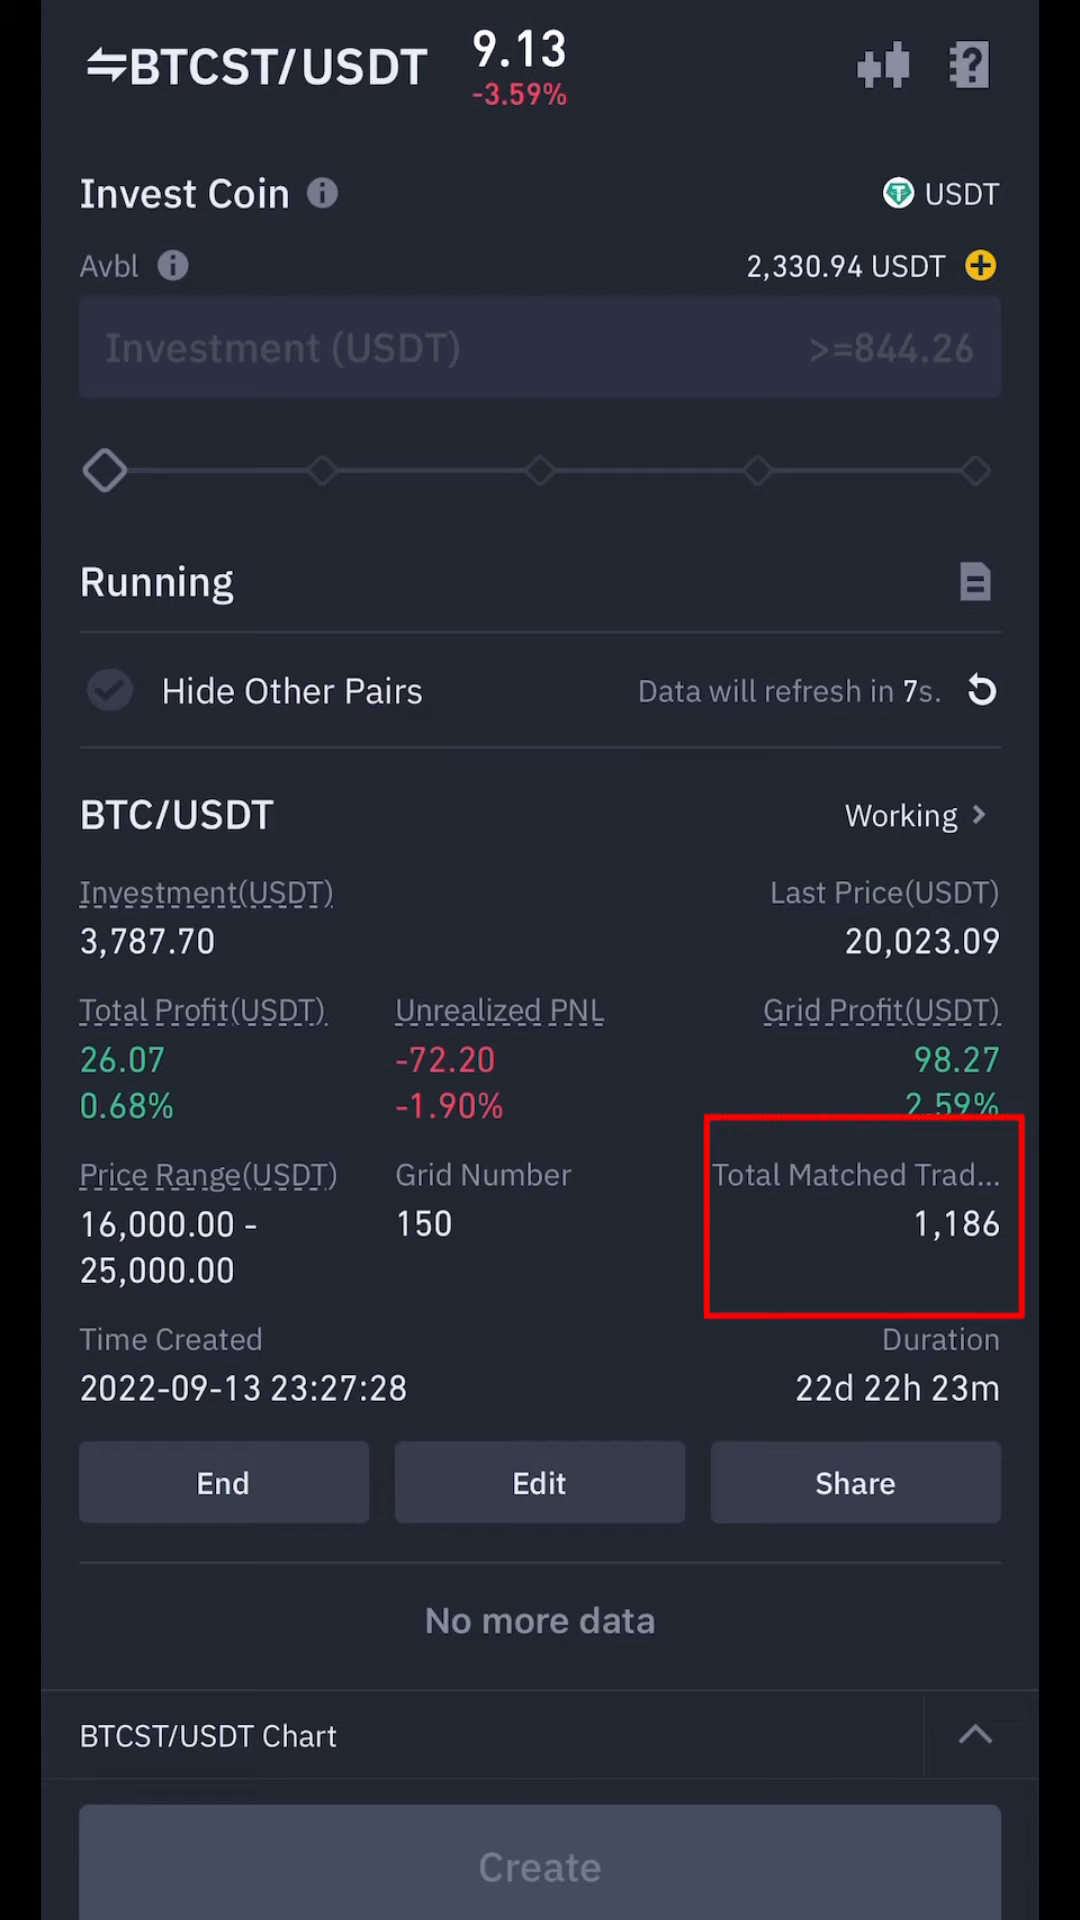 BTCST/USDT 9.13
-3.59%
Invest Coin USDT
Avbl 2,330.94 USDT
Investment (USDT) >=844.26
Running
Hide Other Pairs Data will refresh in 7s.
BTC/USDT Working
Investment(USDT) Last Price(USDT)
3,787.70 20,023.09
Total Profit(USDT) Unrealized PNL Grid Profit(USDT)
26.07 -72.20 98.27
0.68% -1.90% 2.59%
Price Range(USDT) Grid Number Total Matched Trad...
16,000.00 - 150 1,186
25,000.00
Time Created Duration
2022-09-13 23:27:28 22d 22h 23m
End Edit Share
No more data
BTCST/USDT Chart
Create